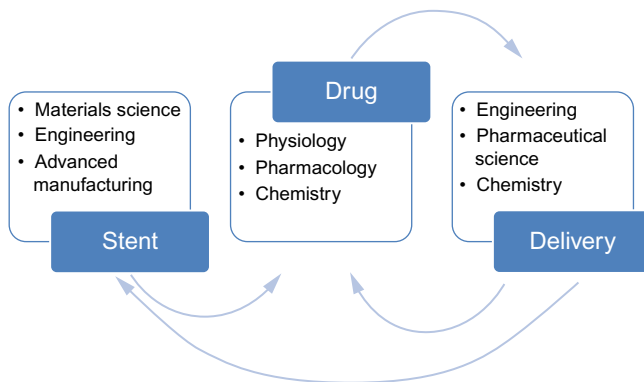 • Materials science
• Engineering
• Advanced
manufacturing
Stent
Drug
• Physiology
• Pharmacology
• Chemistry
• Engineering
• Pharmaceutical
science
• Chemistry
Delivery